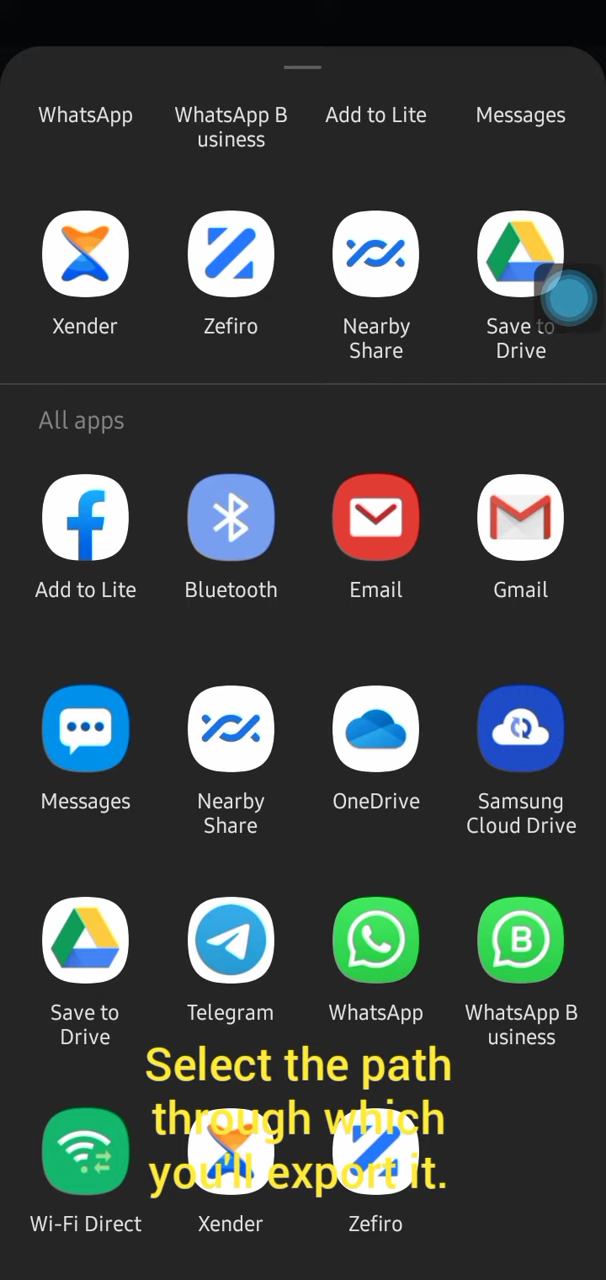 WhatsApp
WhatsApp B
usiness
Add to Lite
Messages
Xender
Zefiro
Nearby
Share
Save to
Drive
All apps
Add to Lite
Bluetooth
Email
Gmail
Messages
Nearby
Share
OneDrive
Samsung
Cloud Drive
Save to
Drive
Telegram
WhatsApp
B
WhatsApp B
usiness
Select the path
through which
you'll export it.
Wi-Fi Direct
Xender
Zefiro